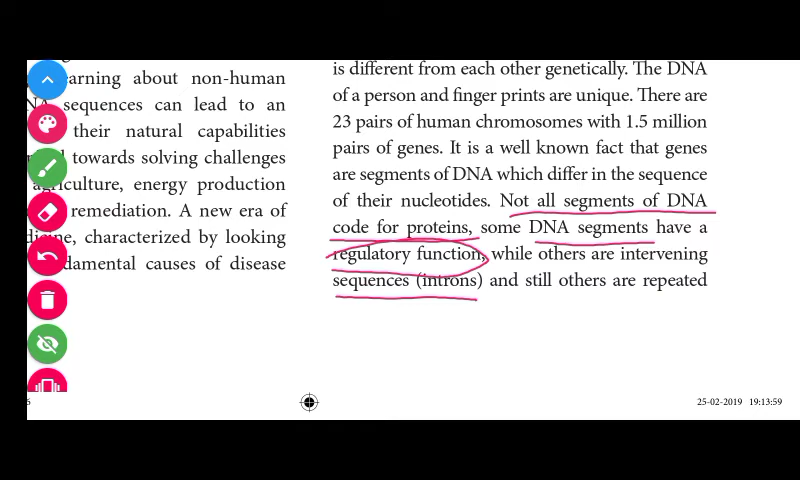 earning about non-human
sequences can lead to an
their natural capabilities
towards solving challenges
agriculture, energy production
remediation. A new era of
characterized by looking
damental causes of disease
is different from each other genetically. The DNA
of a person and finger prints are unique. There are
23 pairs of human chromosomes with 1.5 million
pairs of genes. It is a well known fact that genes
are segments of DNA which differ in the sequence
of their nucleotides. Not all segments of DNA
code for proteins, some DNA segments have a
regulatory function, while others are intervening
sequences (introns) and still others are repeated
6
25-02-2019 19:13:59